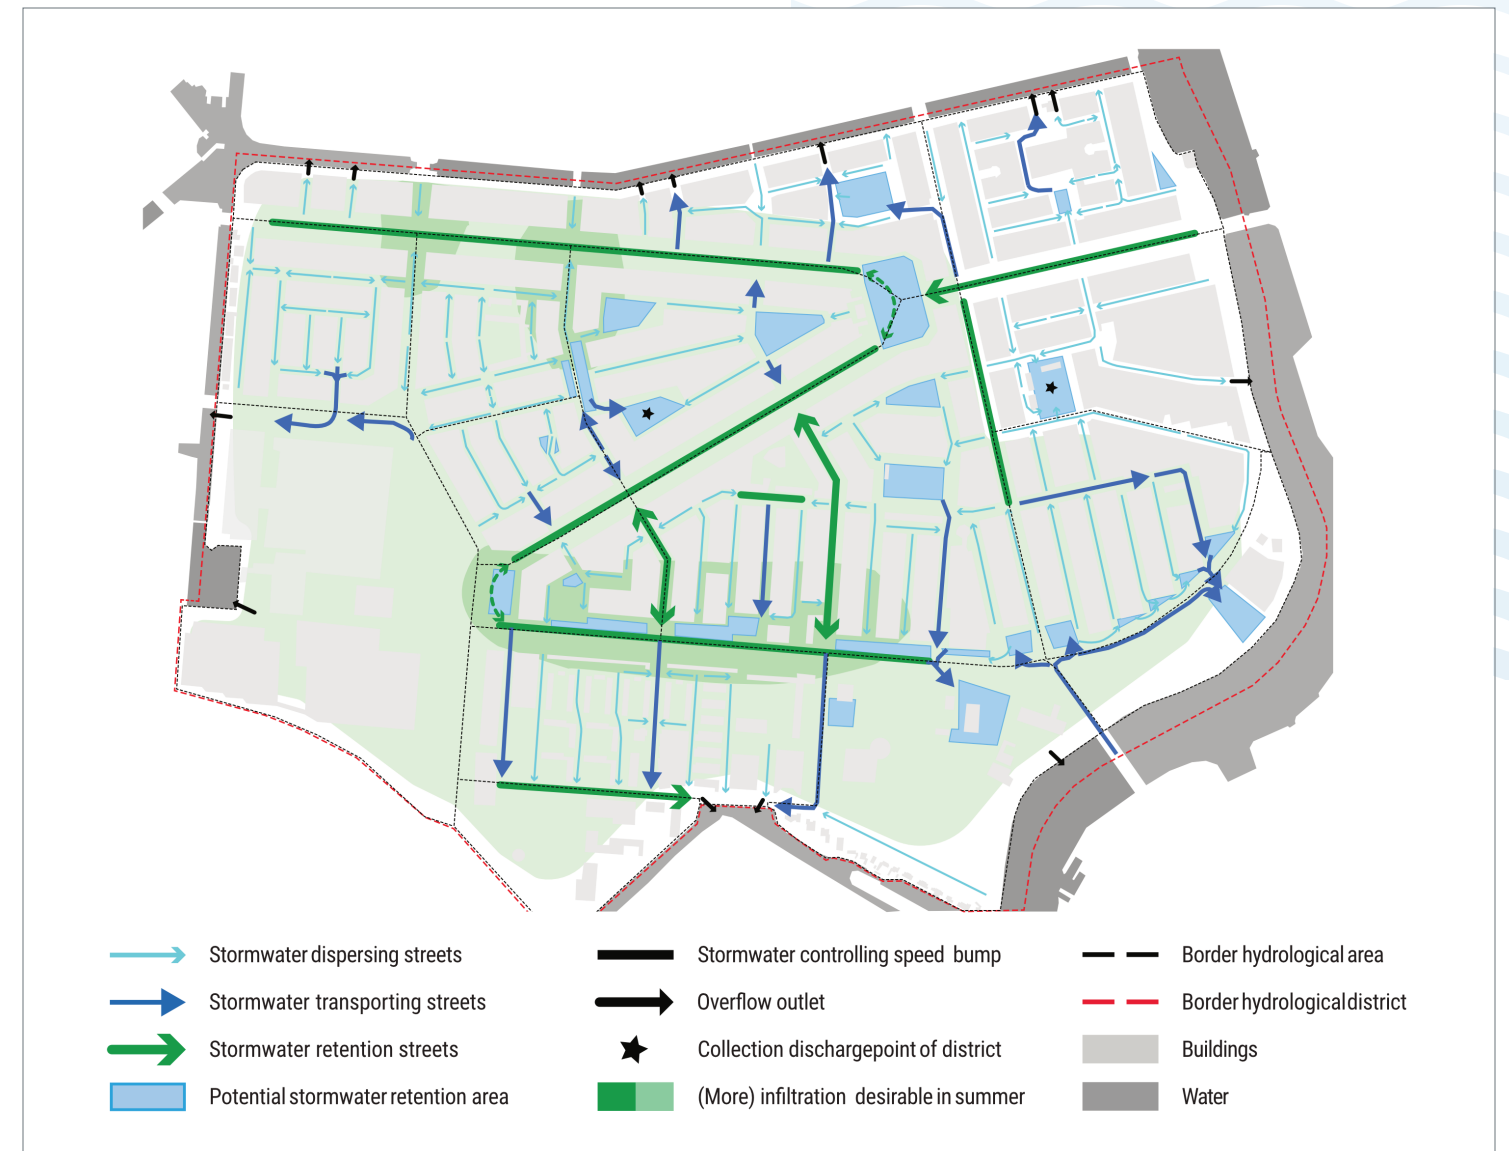 Stormwater dispersing streets
Stormwater controlling speed bump
Border hydrological area
Stormwater transporting streets
Overflow outlet
Border hydrological district
Stormwater retention streets
Collection dischargepoint of district
Buildings
Potential stormwater retention area
(More) infiltration desirable in summer
Water